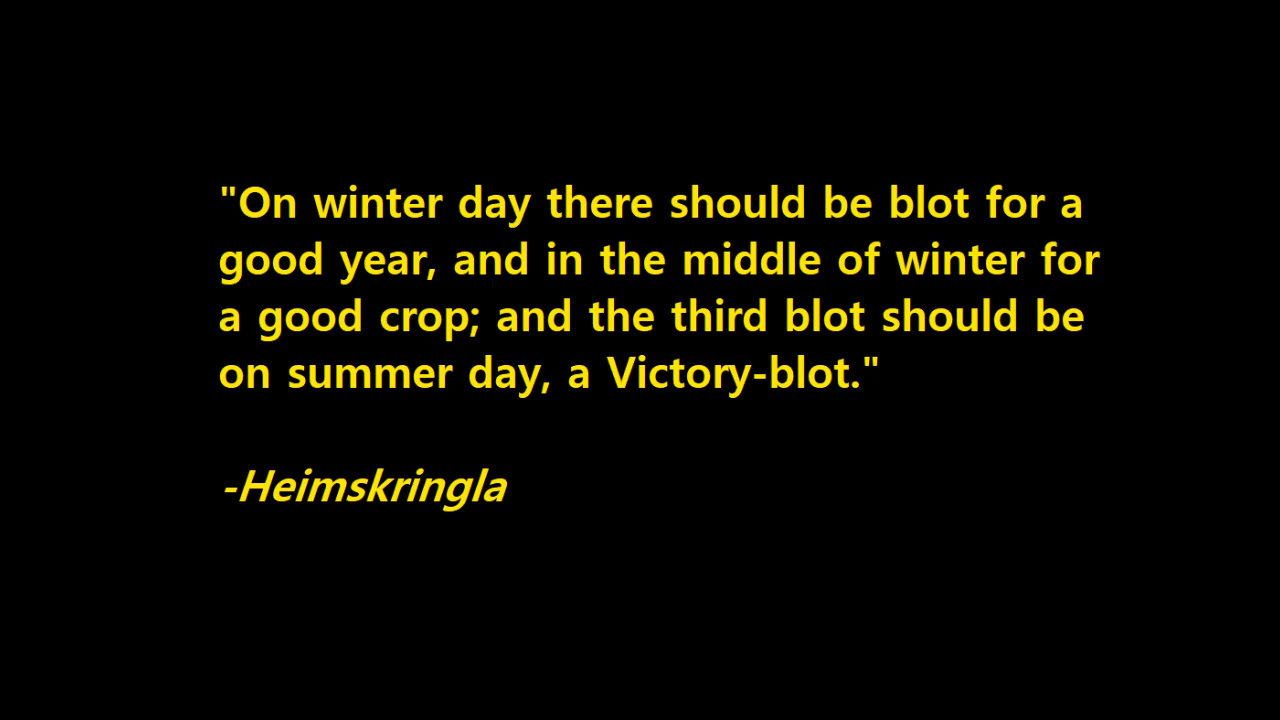 "On winter day there should be blot for a
good year, and in the middle of winter for
a good crop; and the third blot should be
on summer day, a Victory-blot."
-Heimskringla